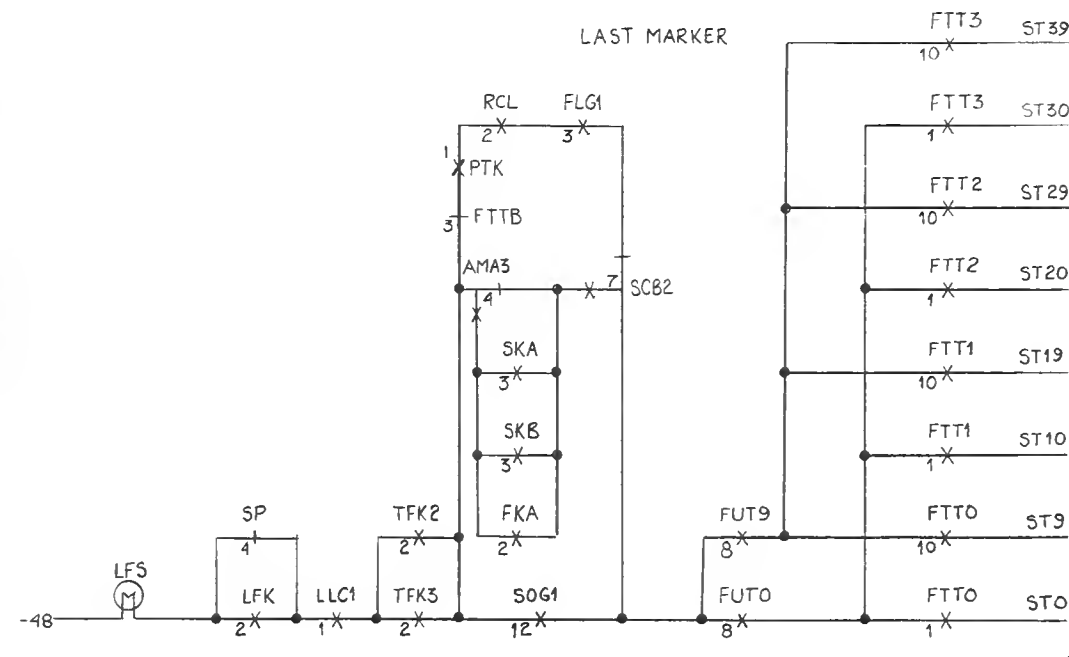 LAST MARKER
FTT3 ST39
10
RCL FLG1
2 3
FTT3 ST30
1
1
PTK
3 FTTB
FTT2 ST29
10
AMA3
4
7 SCB2
FTT2 ST20
1
SKA
3
FTT1 ST19
10
SKB
3
FTT1 ST10
1
SP
4
TFK2
2
FKA
2
FUT9
8
FTT0 ST9
10
LFS
-48
LFK
2
LLC1
1
TFK3
2
SOG1
12
FUT0
8
FTT0 ST0
1